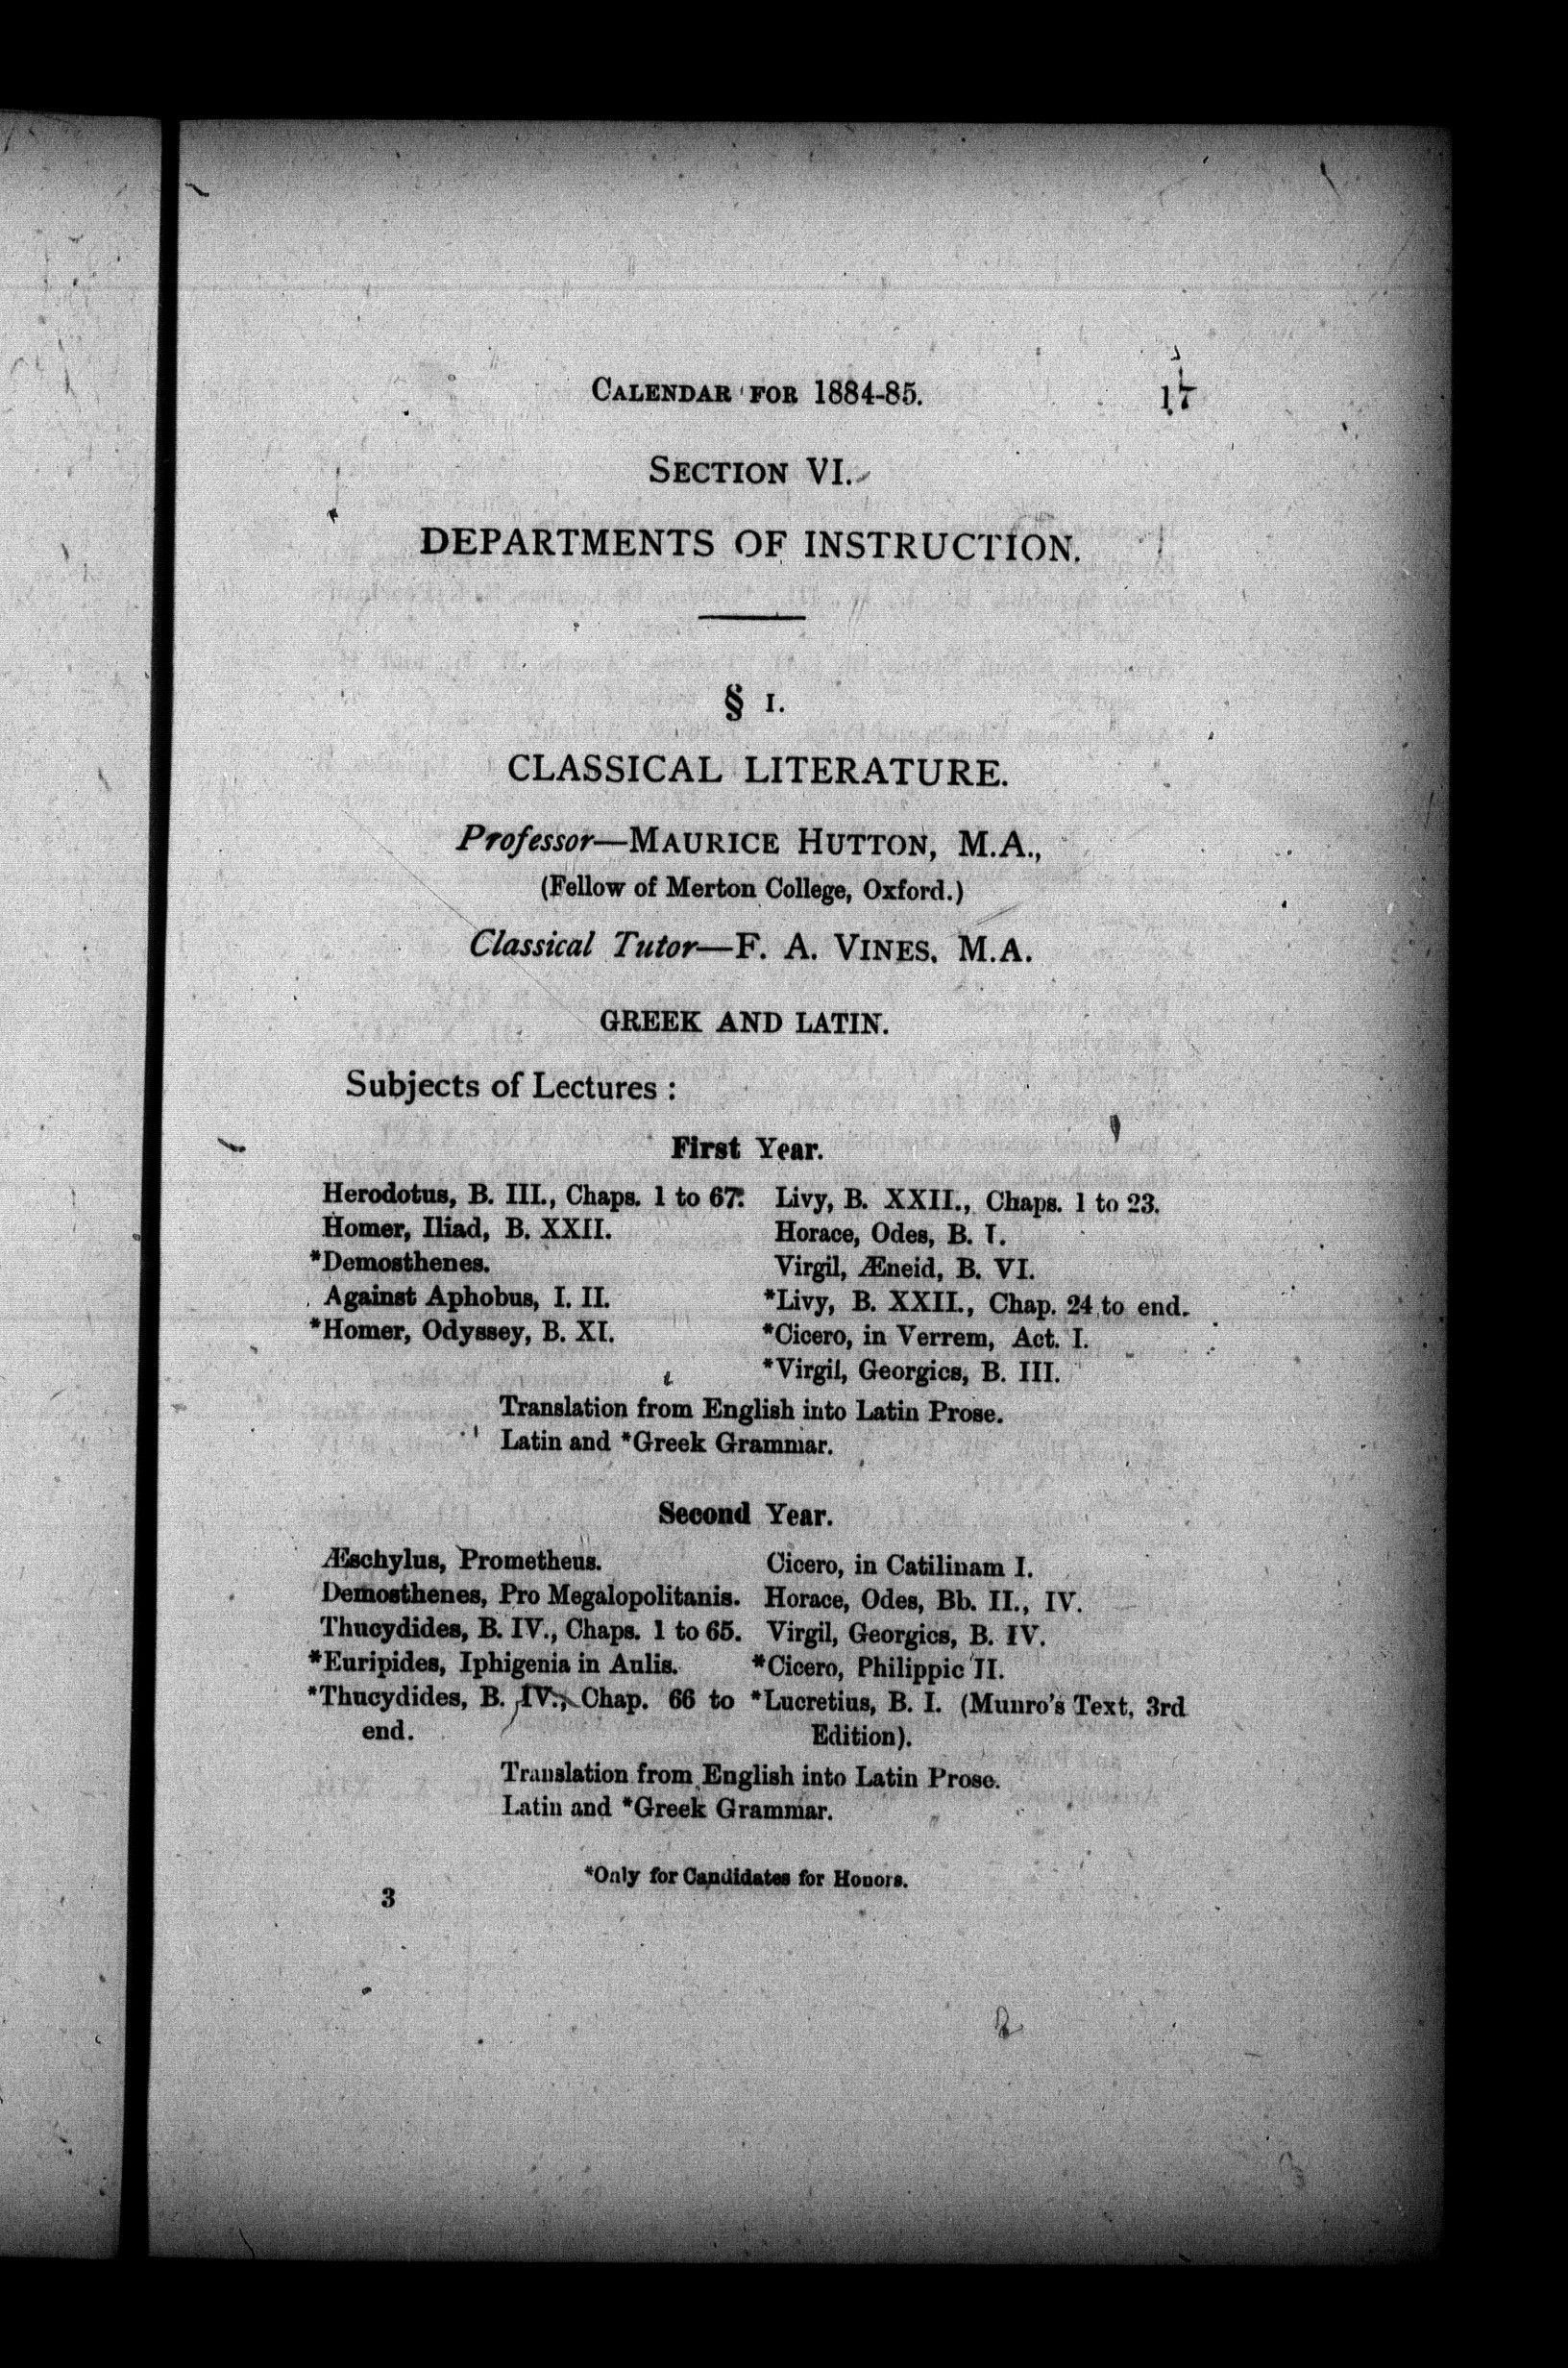 CALENDAR FOR 1884-85. 17
SECTION VI.
DEPARTMENTS OF INSTRUCTION.
§ I.
CLASSICAL LITERATURE.
Professor—MAURICE HUTTON, M.A.,
(Fellow of Merton College, Oxford.)
Classical Tutor—F. A. VINES. M.A.
GREEK AND LATIN.
Subjects of Lectures :
First Year.
Herodotus, B. III., Chaps. 1 to 67.
Homer, Iliad, B. XXII.
*Demosthenes.
Against Aphobus, I. II.
*Homer, Odyssey, B. XI.
Livy, B. XXII., Chaps. 1 to 23.
Horace, Odes, B. I.
Virgil, Æneid, B. VI.
*Livy, B. XXII., Chap. 24 to end.
*Cicero, in Verrem, Act. I.
*Virgil, Georgics, B. III.
Translation from English into Latin Prose.
Latin and *Greek Grammar.
Second Year.
Æschylus, Prometheus.
Demosthenes, Pro Megalopolitanis.
Thucydides, B. IV., Chaps. 1 to 65.
*Euripides, Iphigenia in Aulis.
*Thucydides, B. IV., Chap. 66 to
end.
Cicero, in Catilinam I.
Horace, Odes, Bb. II., IV.
Virgil, Georgics, B. IV.
*Cicero, Philippic II.
*Lucretius, B. I. (Munro's Text, 3rd
Edition).
Translation from English into Latin Prose.
Latin and *Greek Grammar.
*Only for Candidates for Honors.
3